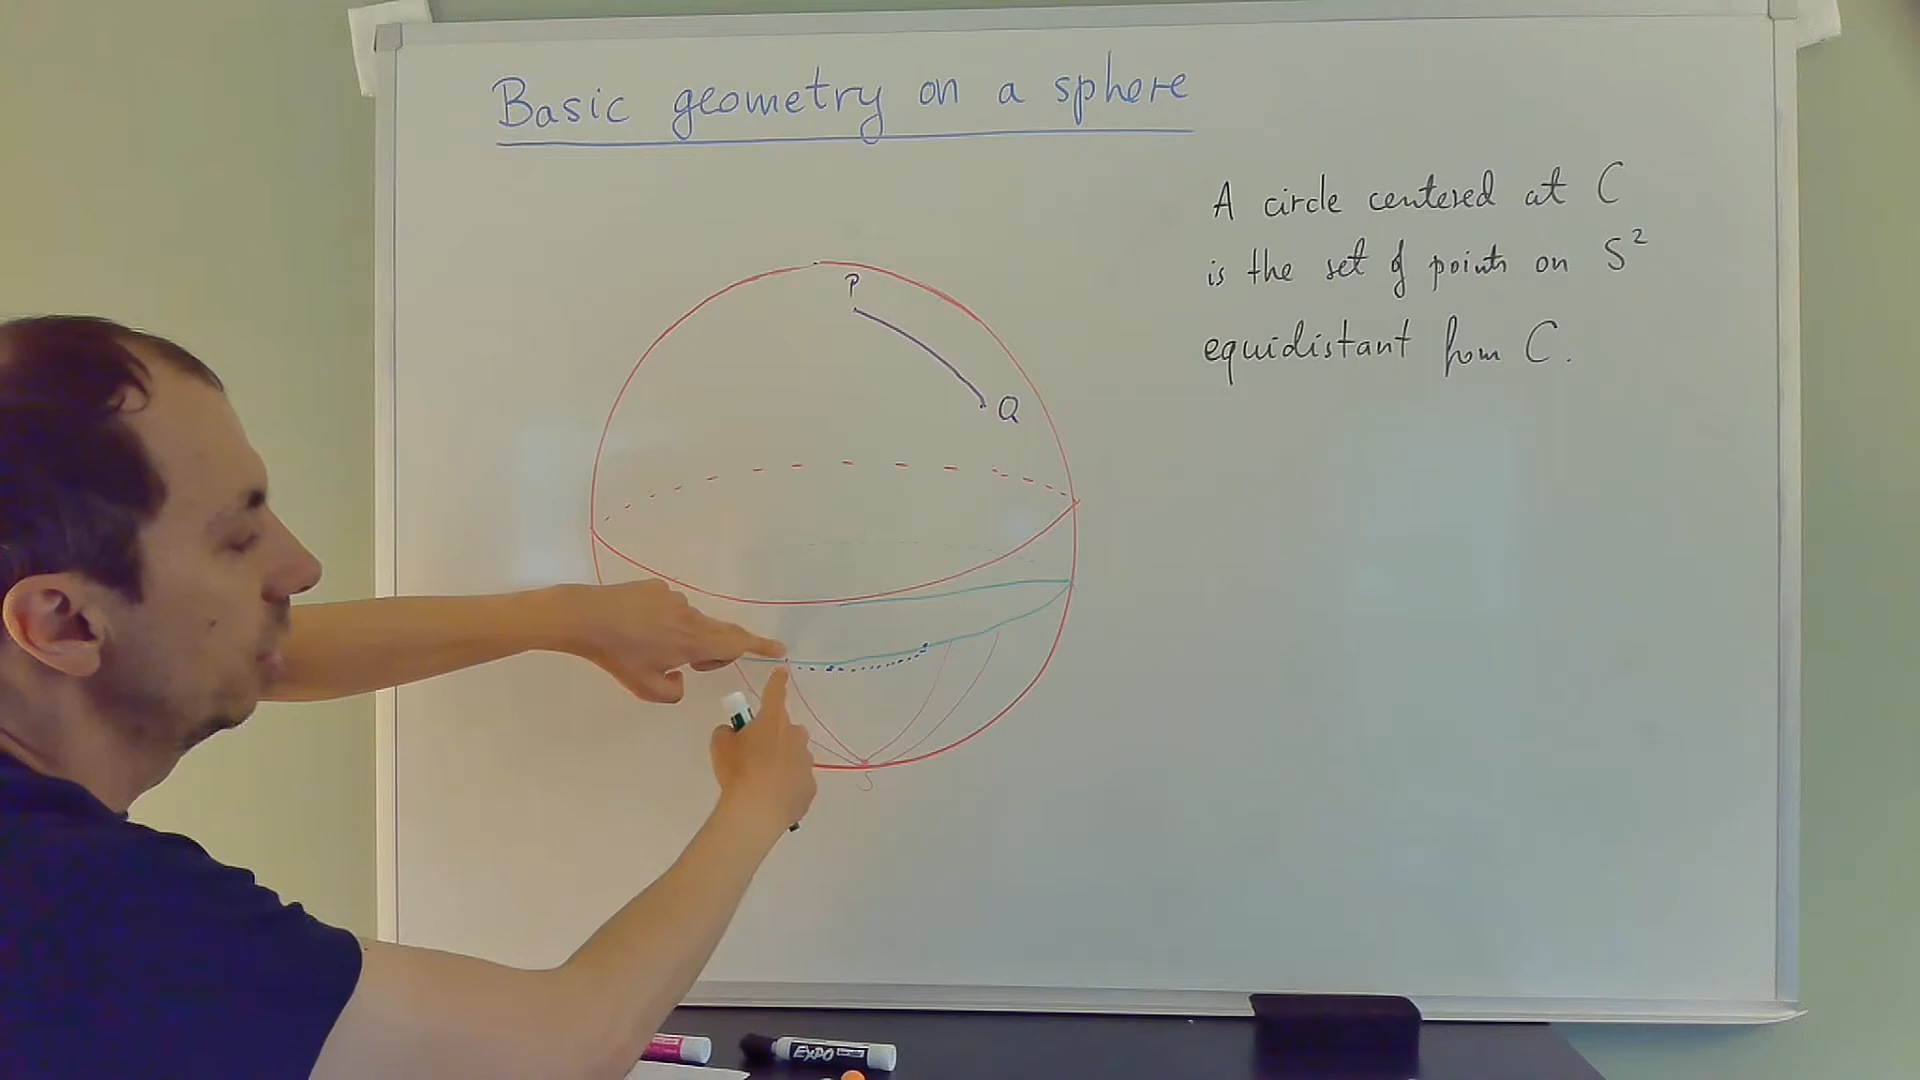 Basic geometry on a sphere
A circle centered at C
is the set of points on S²
equidistant from C.
P
Q
S
EXPO